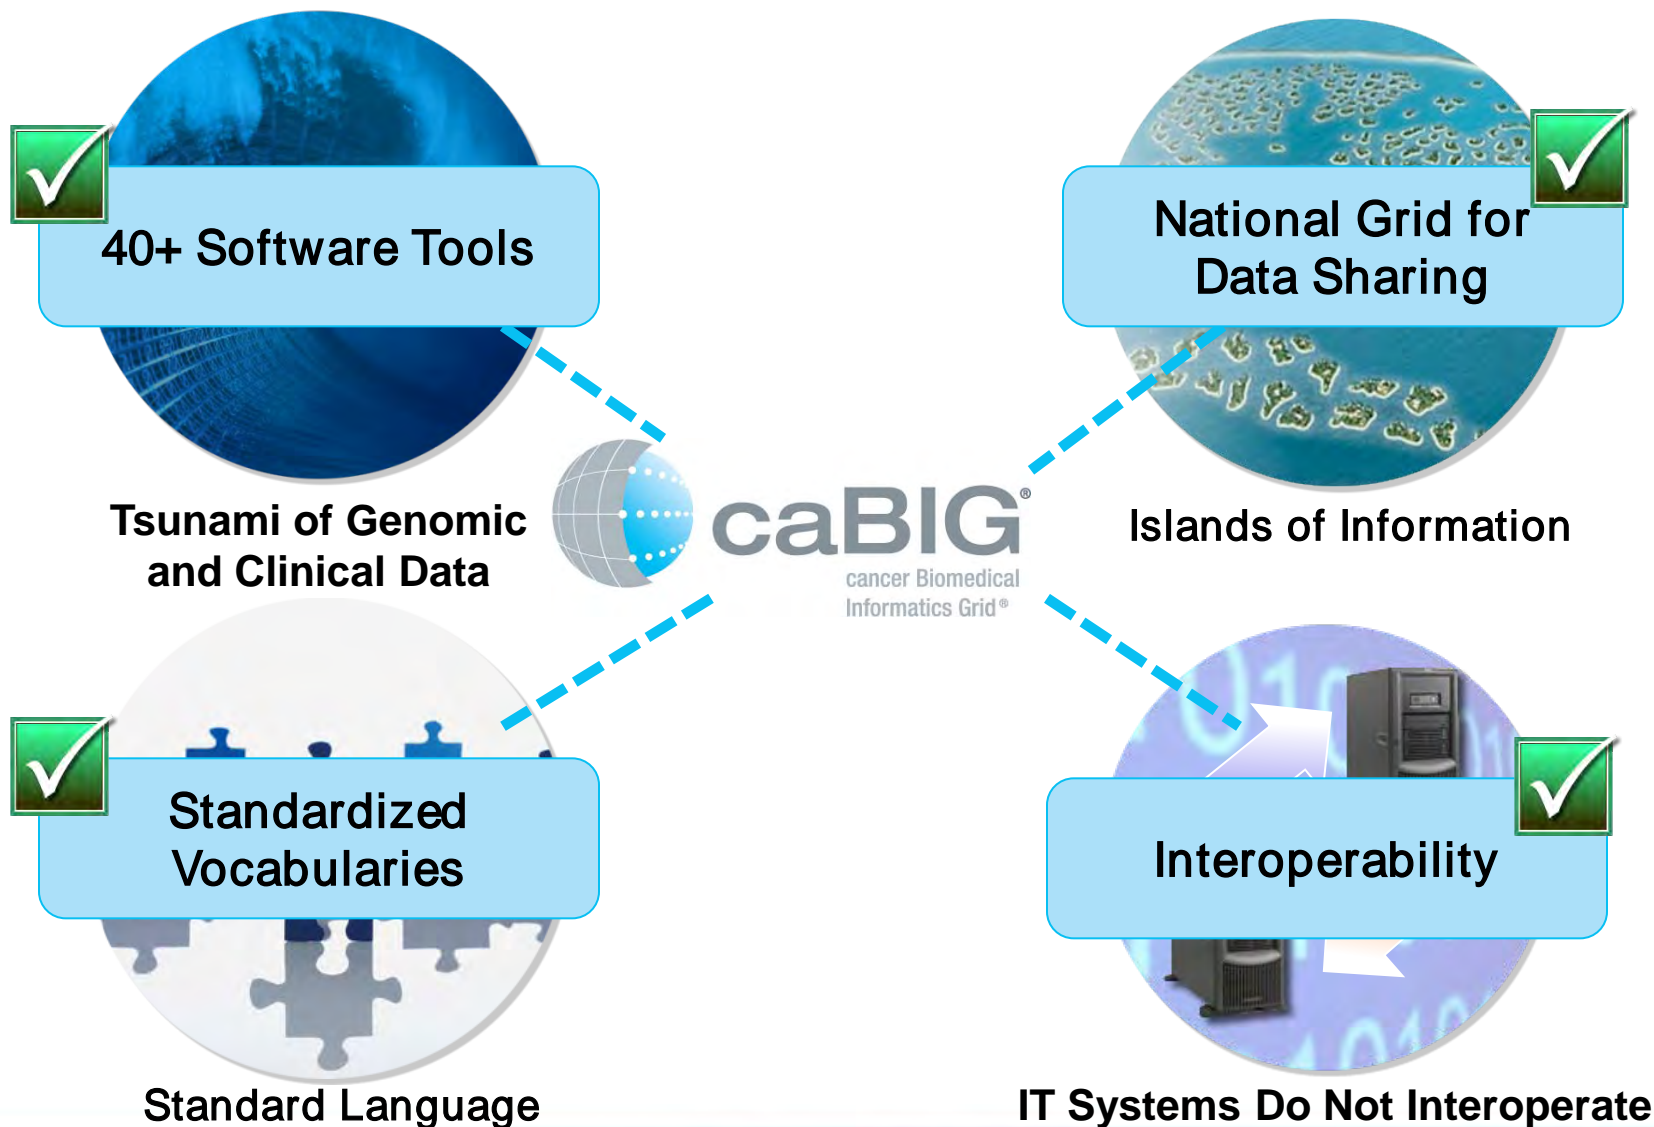 40+ Software Tools
National Grid for
Data Sharing
Tsunami of Genomic
and Clinical Data
caBIG®
cancer Biomedical
Informatics Grid®
Islands of Information
Standardized
Vocabularies
Interoperability
Standard Language
IT Systems Do Not Interoperate